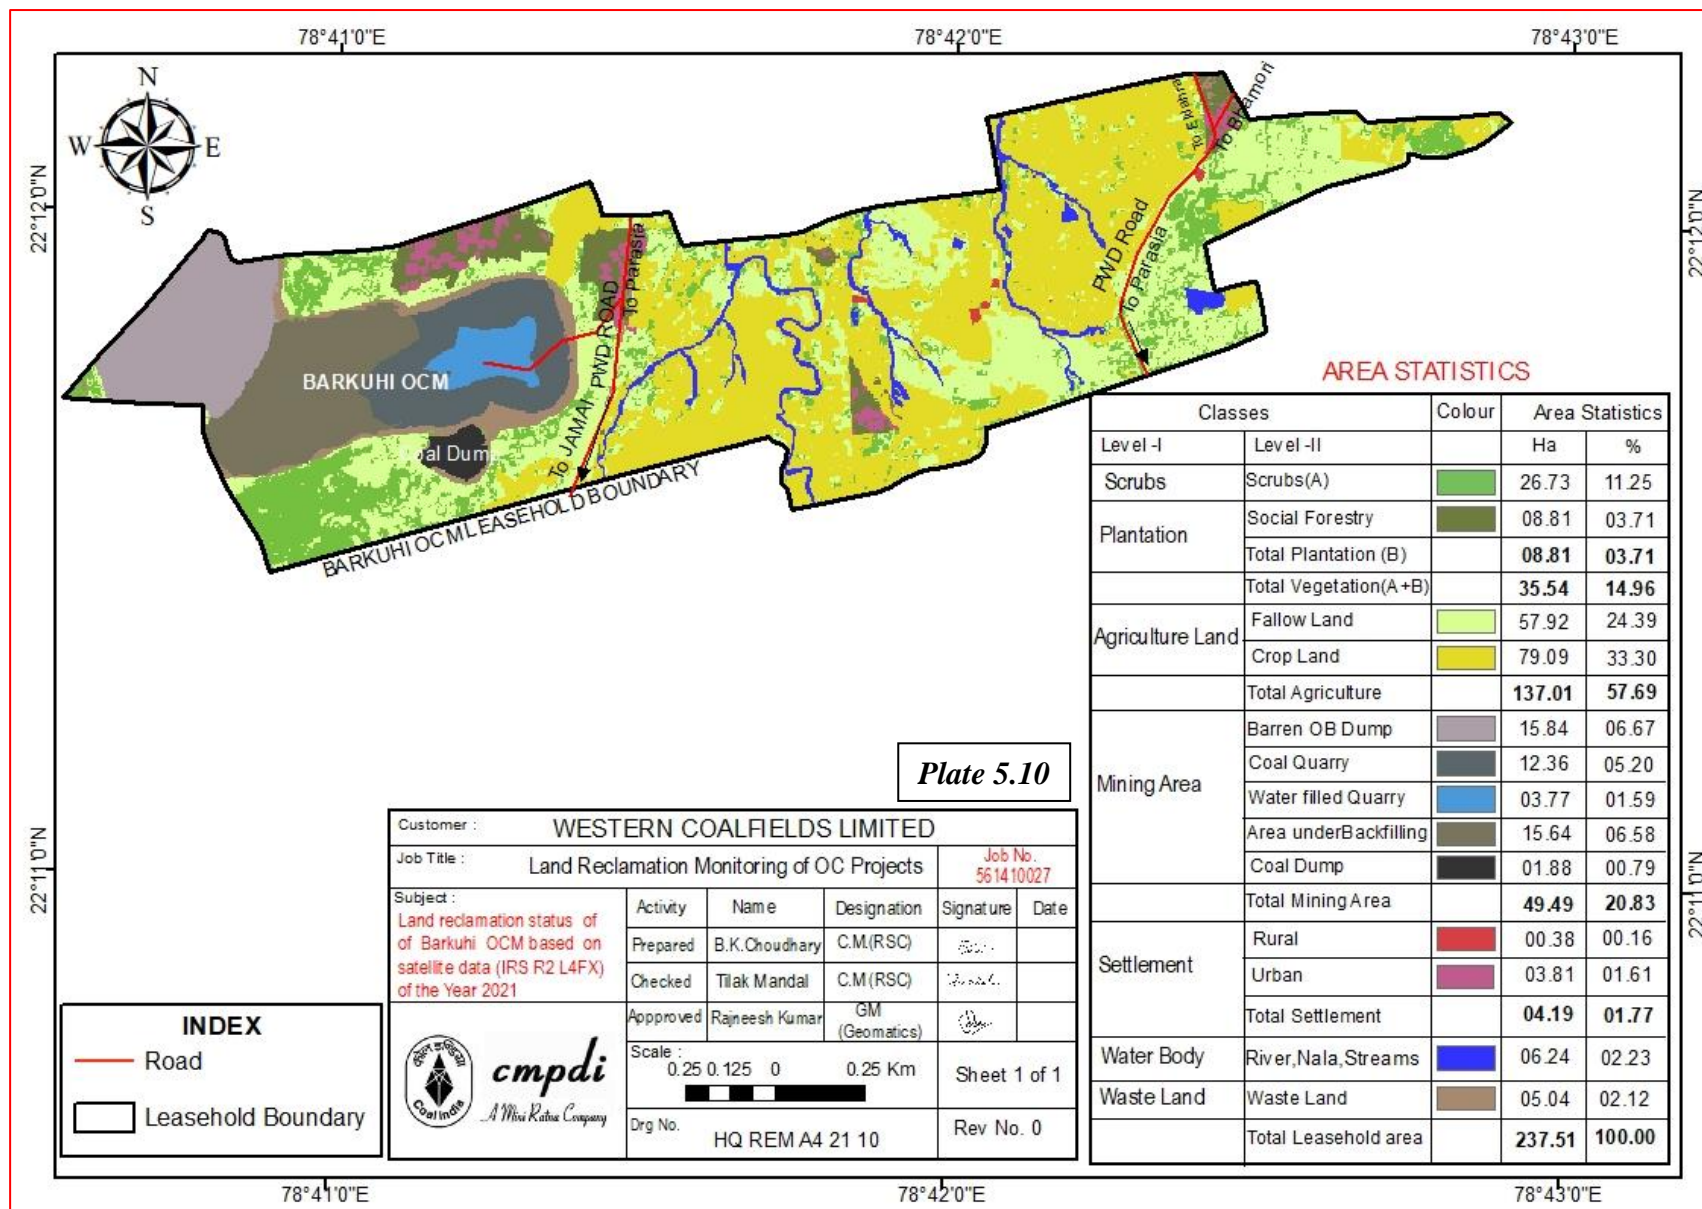 78°41'0"E
78°42'0"E
78°43'0"E
22°12'0"N
22°12'0"N
22°11'0"N
22°11'0"N
N
W
E
S
To Eklahra
To Bhamori
PWD Road
To Parasia
To Parasia
PWD ROAD
To JAMAI
BARKUHI OCM
Coal Dump
BARKUHI OCM LEASEHOLD BOUNDARY
AREA STATISTICS
Classes Colour Area Statistics
Level -I Level -II Ha %
Scrubs Scrubs(A) 26.73 11.25
Plantation Social Forestry 08.81 03.71
Total Plantation (B) 08.81 03.71
Total Vegetation(A+B) 35.54 14.96
Agriculture Land Fallow Land 57.92 24.39
Crop Land 79.09 33.30
Total Agriculture 137.01 57.69
Mining Area Barren OB Dump 15.84 06.67
Coal Quarry 12.36 05.20
Water filled Quarry 03.77 01.59
Area underBackfilling 15.64 06.58
Coal Dump 01.88 00.79
Total Mining Area 49.49 20.83
Settlement Rural 00.38 00.16
Urban 03.81 01.61
Total Settlement 04.19 01.77
Water Body River,Nala,Streams 06.24 02.23
Waste Land Waste Land 05.04 02.12
Total Leasehold area 237.51 100.00
Plate 5.10
Customer : WESTERN COALFIELDS LIMITED
Job Title : Land Reclamation Monitoring of OC Projects
Job No.
561410027
Subject :
Land reclamation status of
of Barkuhi OCM based on
satellite data (IRS R2 L4FX)
of the Year 2021
Activity Name Designation Signature Date
Prepared B.K.Choudhary C.M.(RSC)
Checked Tilak Mandal C.M (RSC)
Appproved Rajneesh Kumar GM
(Geomatics)
Scale :
0.25 0.125 0 0.25 Km
Sheet 1 of 1
Drg No. HQ REM A4 21 10
Rev No. 0
कोल इण्डिया
Coal India
cmpdi
A Mini Ratna Company
INDEX
Road
Leasehold Boundary
78°41'0"E
78°42'0"E
78°43'0"E